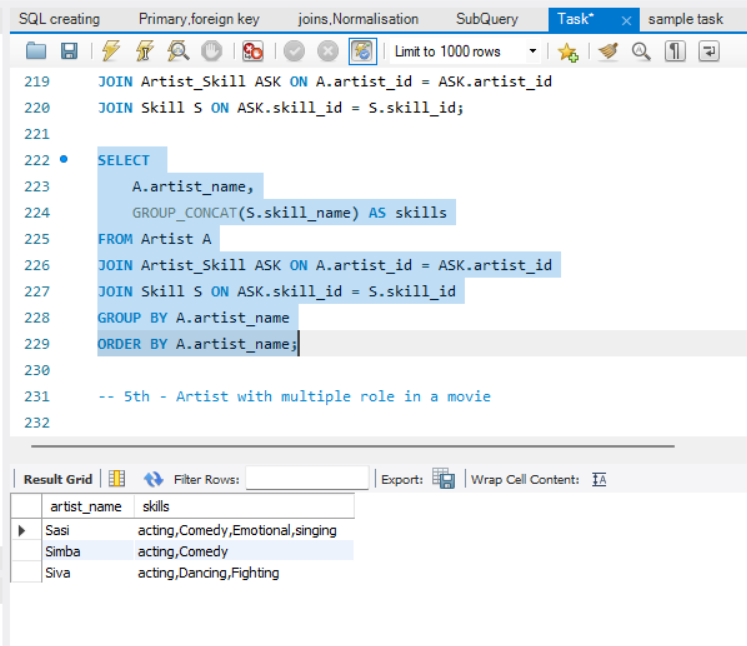 SQL creating Primary,foreign key joins,Normalisation SubQuery Task* × sample task
Limit to 1000 rows
219 JOIN Artist_Skill ASK ON A.artist_id = ASK.artist_id
220 JOIN Skill S ON ASK.skill_id = S.skill_id;
221
222 SELECT
223 A.artist_name,
224 GROUP_CONCAT(S.skill_name) AS skills
225 FROM Artist A
226 JOIN Artist_Skill ASK ON A.artist_id = ASK.artist_id
227 JOIN Skill S ON ASK.skill_id = S.skill_id
228 GROUP BY A.artist_name
229 ORDER BY A.artist_name;
230
231 -- 5th - Artist with multiple role in a movie
232
Result Grid Filter Rows: Export: Wrap Cell Content: IA
artist_name skills
Sasi acting,Comedy,Emotional,singing
Simba acting,Comedy
Siva acting,Dancing,Fighting